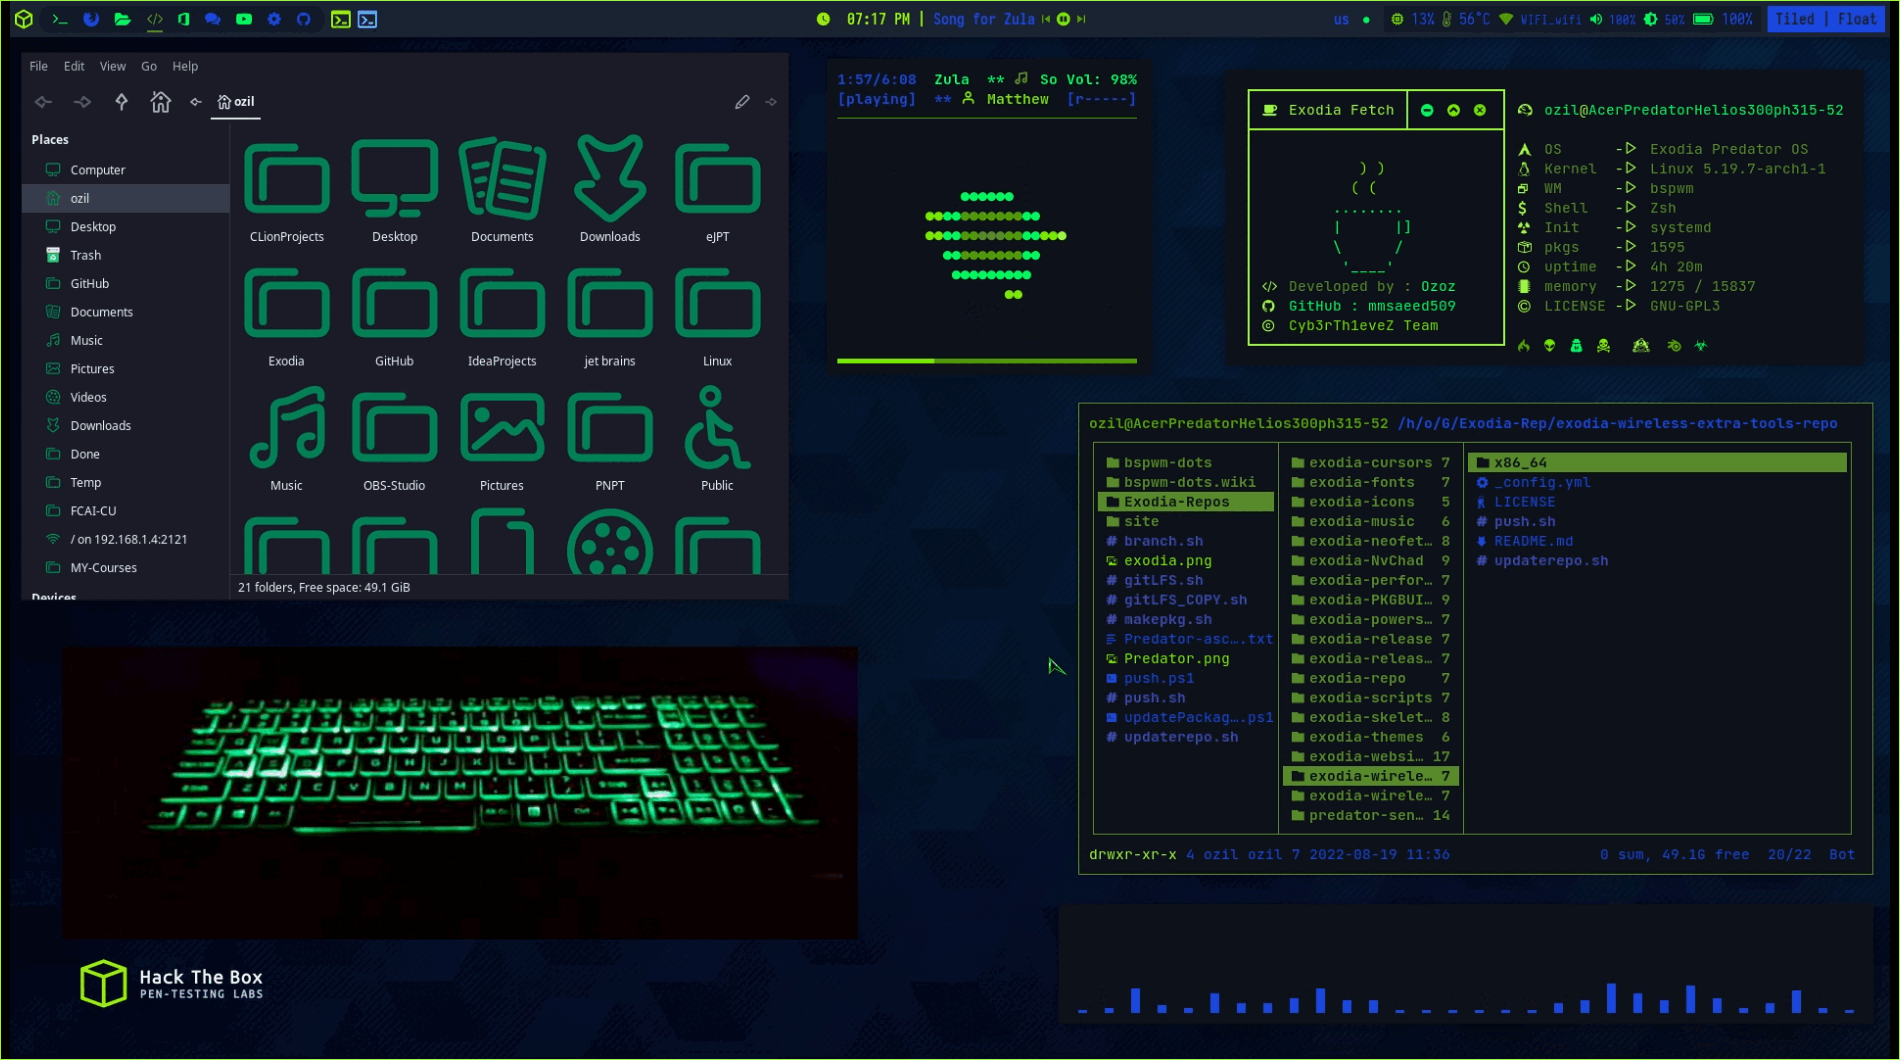 07:17 PM | Song for Zula
us 13% 56°C WIFI_wifi 100% 50% 100% Tiled | Float
File Edit View Go Help
ozil
Places
Computer
ozil
Desktop
Trash
GitHub
Documents
Music
Pictures
Videos
Downloads
Done
Temp
FCAI-CU
/ on 192.168.1.4:2121
MY-Courses
Devices
CLionProjects Desktop Documents Downloads eJPT
Exodia GitHub IdeaProjects jet brains Linux
Music OBS-Studio Pictures PNPT Public
21 folders, Free space: 49.1 GiB
1:57/6:08 Zula ** So Vol: 98%
[playing] ** Matthew [r-----]
Exodia Fetch
) )
( (
........
| |]
\ /
'____'
</> Developed by : Ozoz
GitHub : mmsaeed509
Cyb3rTh1eveZ Team
ozil@AcerPredatorHelios300ph315-52
OS -▷ Exodia Predator OS
Kernel -▷ Linux 5.19.7-arch1-1
WM -▷ bspwm
$ Shell -▷ Zsh
Init -▷ systemd
pkgs -▷ 1595
uptime -▷ 4h 20m
memory -▷ 1275 / 15837
LICENSE -▷ GNU-GPL3
ozil@AcerPredatorHelios300ph315-52 /h/o/G/Exodia-Rep/exodia-wireless-extra-tools-repo
bspwm-dots
bspwm-dots.wiki
Exodia-Repos
site
# branch.sh
exodia.png
# gitLFS.sh
# gitLFS_COPY.sh
# makepkg.sh
Predator-asc….txt
Predator.png
push.ps1
# push.sh
updatePackag….ps1
# updaterepo.sh
exodia-cursors 7
exodia-fonts 7
exodia-icons 5
exodia-music 6
exodia-neofet… 8
exodia-NvChad 9
exodia-perfor… 7
exodia-PKGBUI… 9
exodia-powers… 7
exodia-release 7
exodia-releas… 7
exodia-repo 7
exodia-scripts 7
exodia-skelet… 8
exodia-themes 6
exodia-websi… 17
exodia-wirele… 7
exodia-wirele… 7
predator-sen… 14
x86_64
_config.yml
LICENSE
# push.sh
README.md
# updaterepo.sh
drwxr-xr-x 4 ozil ozil 7 2022-08-19 11:36 0 sum, 49.1G free 20/22 Bot
Hack The Box
PEN-TESTING LABS